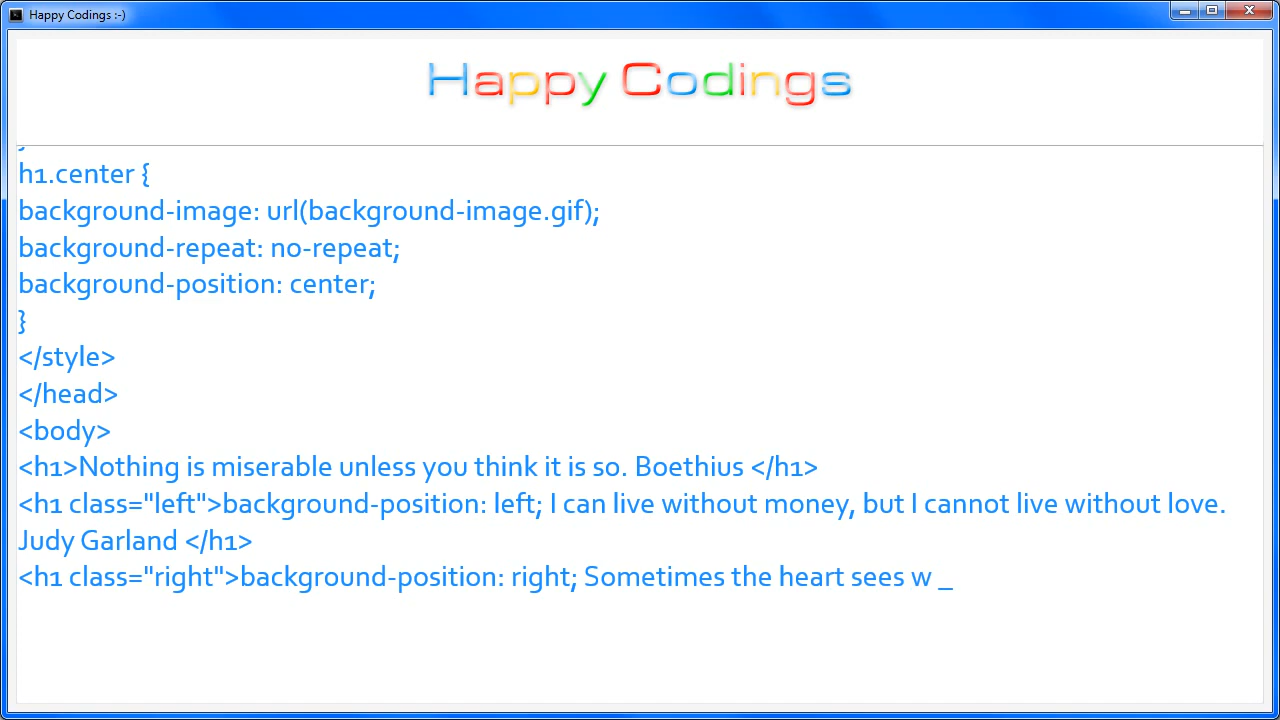 Happy Codings :-)
Happy Codings
}
h1.center {
background-image: url(background-image.gif);
background-repeat: no-repeat;
background-position: center;
}
</style>
</head>
<body>
<h1>Nothing is miserable unless you think it is so. Boethius </h1>
<h1 class="left">background-position: left; I can live without money, but I cannot live without love.
Judy Garland </h1>
<h1 class="right">background-position: right; Sometimes the heart sees w _